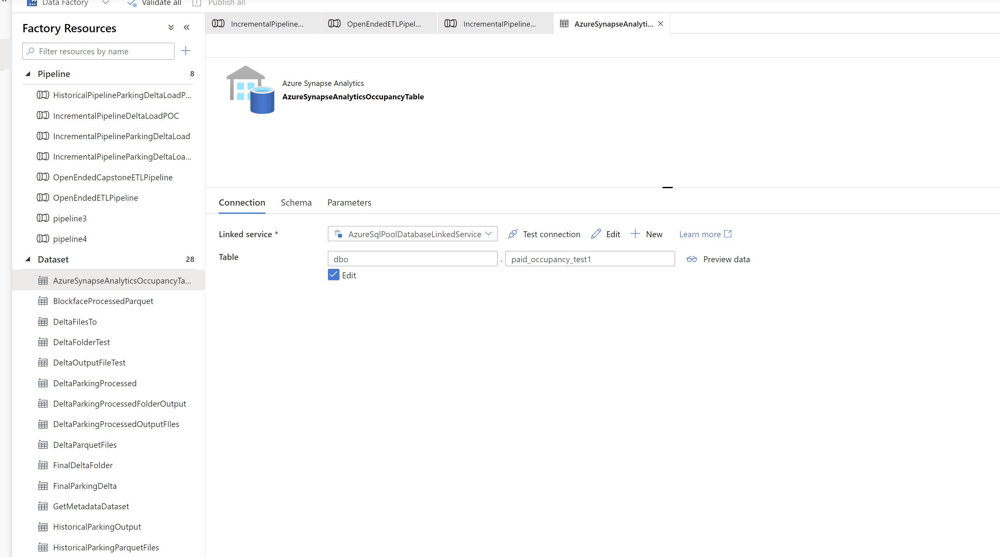 Data Factory
Validate all
Publish all
Factory Resources
Filter resources by name
Pipeline 8
HistoricalPipelineParkingDeltaLoadP...
IncrementalPipelineDeltaLoadPOC
IncrementalPipelineParkingDeltaLoad
IncrementalPipelineParkingDeltaLoa...
OpenEndedCapstoneETLPipeline
OpenEndedETLPipeline
pipeline3
pipeline4
Dataset 28
AzureSynapseAnalyticsOccupancyTa...
BlockfaceProcessedParquet
DeltaFilesTo
DeltaFolderTest
DeltaOutputFileTest
DeltaParkingProcessed
DeltaParkingProcessedFolderOutput
DeltaParkingProcessedOutputFIles
DeltaParquetFiles
FinalDeltaFolder
FinalParkingDelta
GetMetadataDataset
HistoricalParkingOutput
HistoricalParkingParquetFiles
IncrementalPipeline...
OpenEndedETLPipel...
IncrementalPipeline...
AzureSynapseAnalyti...
Azure Synapse Analytics
AzureSynapseAnalyticsOccupancyTable
Connection Schema Parameters
Linked service * AzureSqlPoolDatabaseLinkedService Test connection Edit New Learn more
Table dbo . paid_occupancy_test1 Preview data
Edit